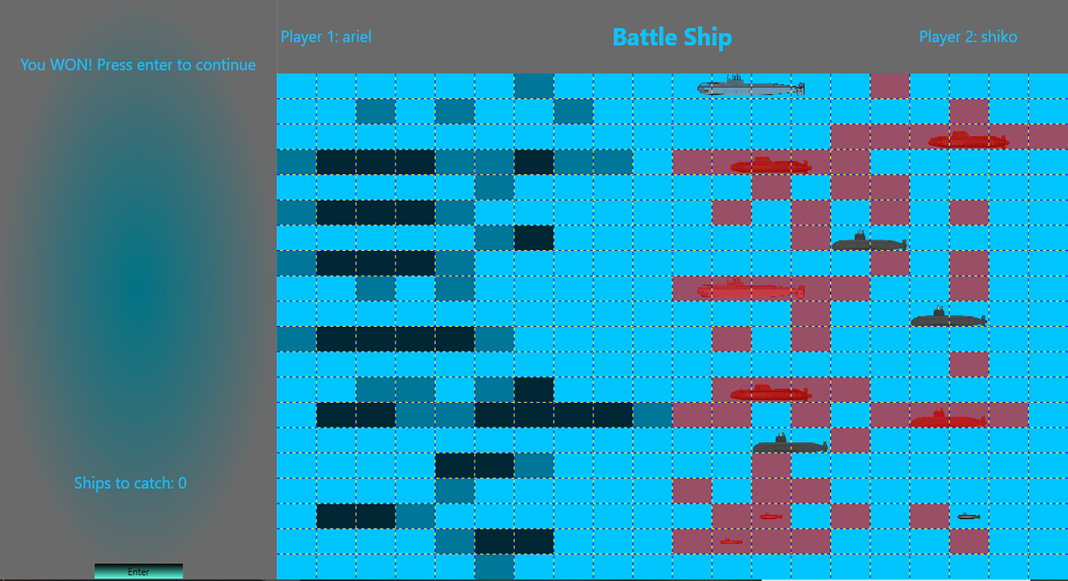 Player 1: ariel
Battle Ship
Player 2: shiko
You WON! Press enter to continue
Ships to catch: 0
Enter